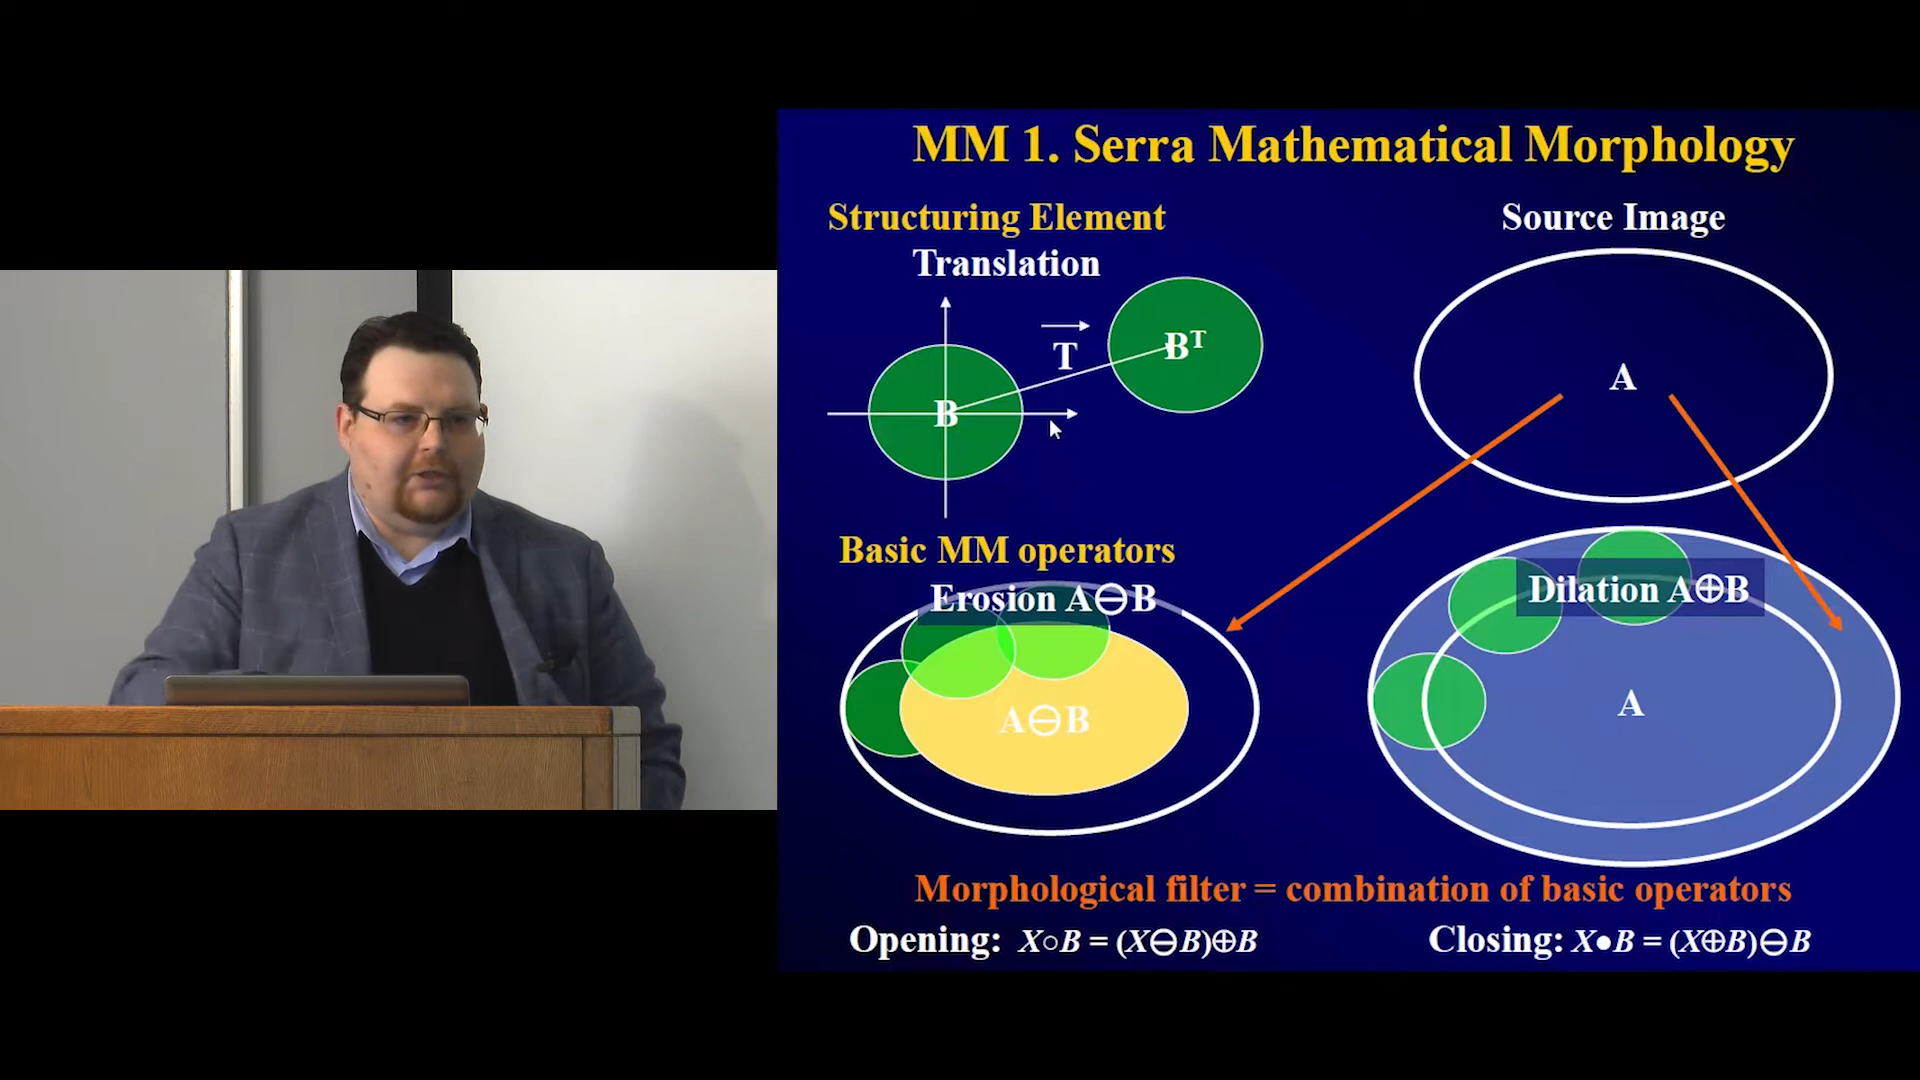 MM 1. Serra Mathematical Morphology
Structuring Element
Translation
B
T
Bᵀ
Source Image
A
Basic MM operators
Erosion A⊖B
A⊖B
Dilation A⊕B
A
Morphological filter = combination of basic operators
Opening: X○B = (X⊖B)⊕B
Closing: X●B = (X⊕B)⊖B